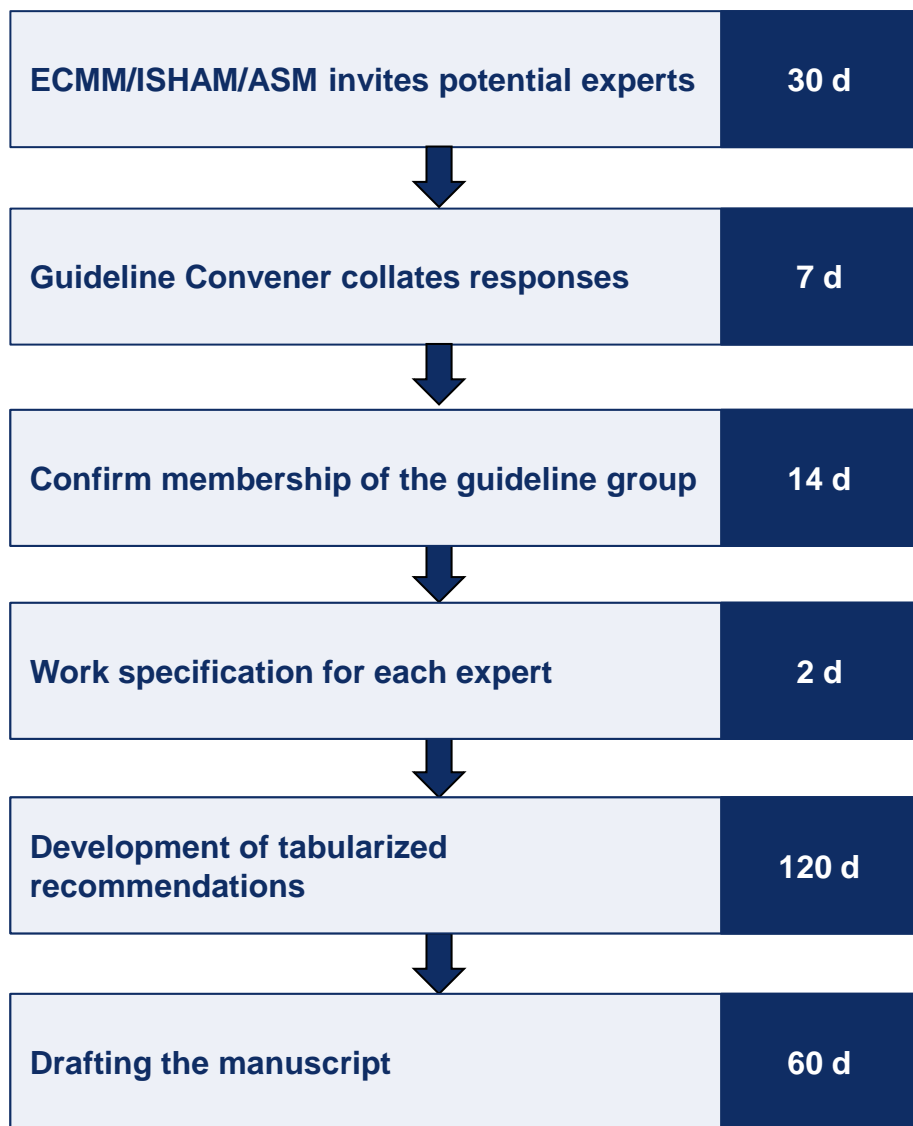 ECMM/ISHAM/ASM invites potential experts 30 d
Guideline Convener collates responses 7 d
Confirm membership of the guideline group 14 d
Work specification for each expert 2 d
Development of tabularized
recommendations 120 d
Drafting the manuscript 60 d